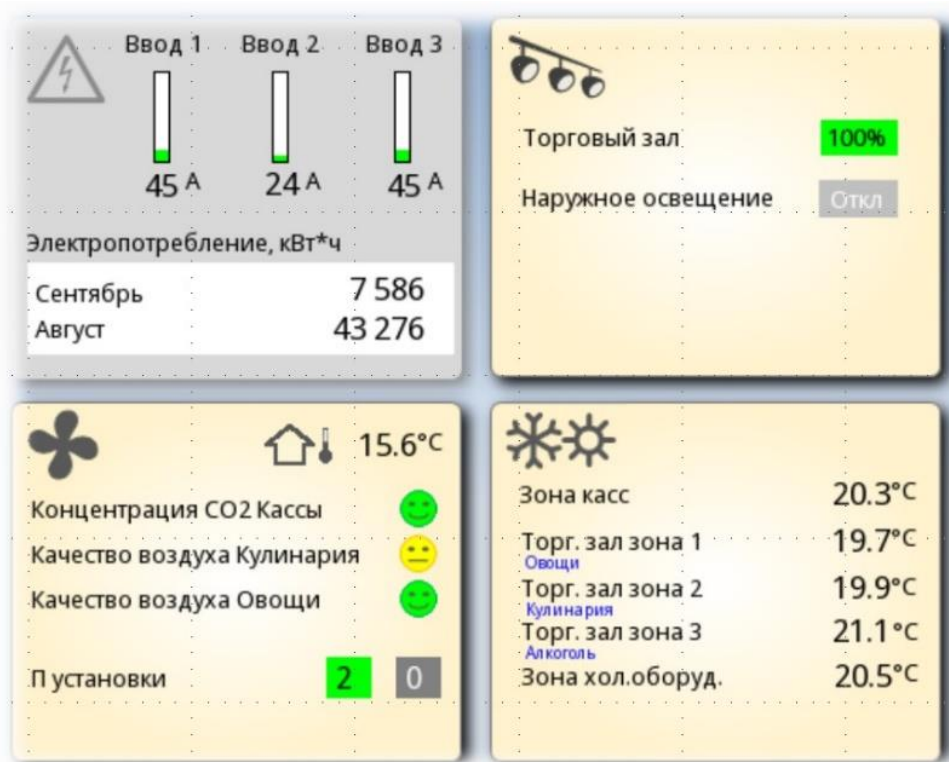 Ввод 1 Ввод 2 Ввод 3
45 А 24 А 45 А
Электропотребление, кВт*ч
Сентябрь 7 586
Август 43 276
Торговый зал 100%
Наружное освещение Откл
15.6°C
Концентрация СО2 Кассы
Качество воздуха Кулинария
Качество воздуха Овощи
П установки 2 0
Зона касс 20.3°C
Торг. зал зона 1 19.7°C
Овощи
Торг. зал зона 2 19.9°C
Кулинария
Торг. зал зона 3 21.1°C
Алкоголь
Зона хол.оборуд. 20.5°C